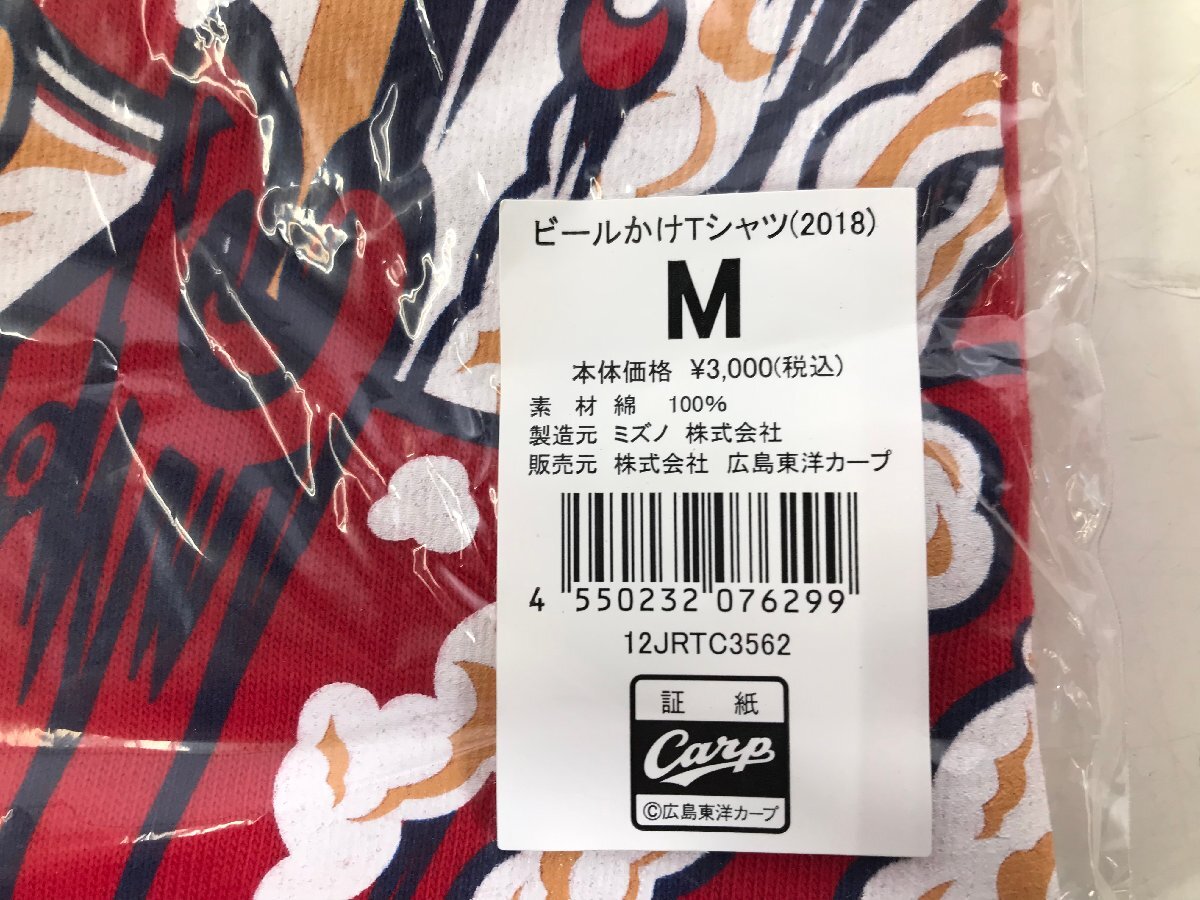 ビールかけTシャツ(2018)
M
本体価格 ¥3,000(税込)
素 材 綿 100%
製造元 ミズノ 株式会社
販売元 株式会社 広島東洋カープ
4 550232 076299
12JRTC3562
証 紙
Carp
©広島東洋カープ